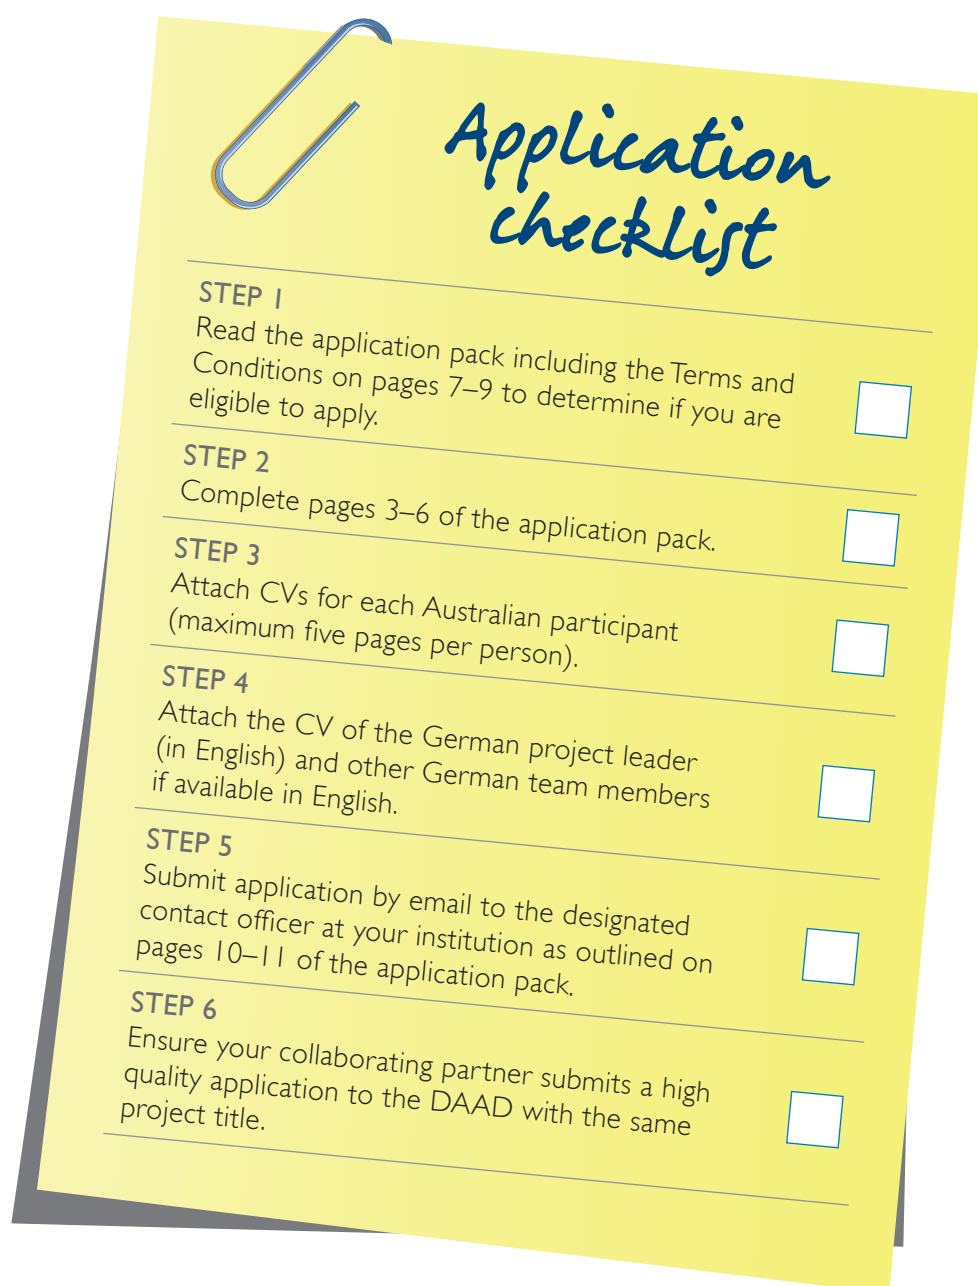 Application
checklist
STEP 1
Read the application pack including the Terms and
Conditions on pages 7–9 to determine if you are
eligible to apply.
STEP 2
Complete pages 3–6 of the application pack.
STEP 3
Attach CVs for each Australian participant
(maximum five pages per person).
STEP 4
Attach the CV of the German project leader
(in English) and other German team members
if available in English.
STEP 5
Submit application by email to the designated
contact officer at your institution as outlined on
pages 10–11 of the application pack.
STEP 6
Ensure your collaborating partner submits a high
quality application to the DAAD with the same
project title.